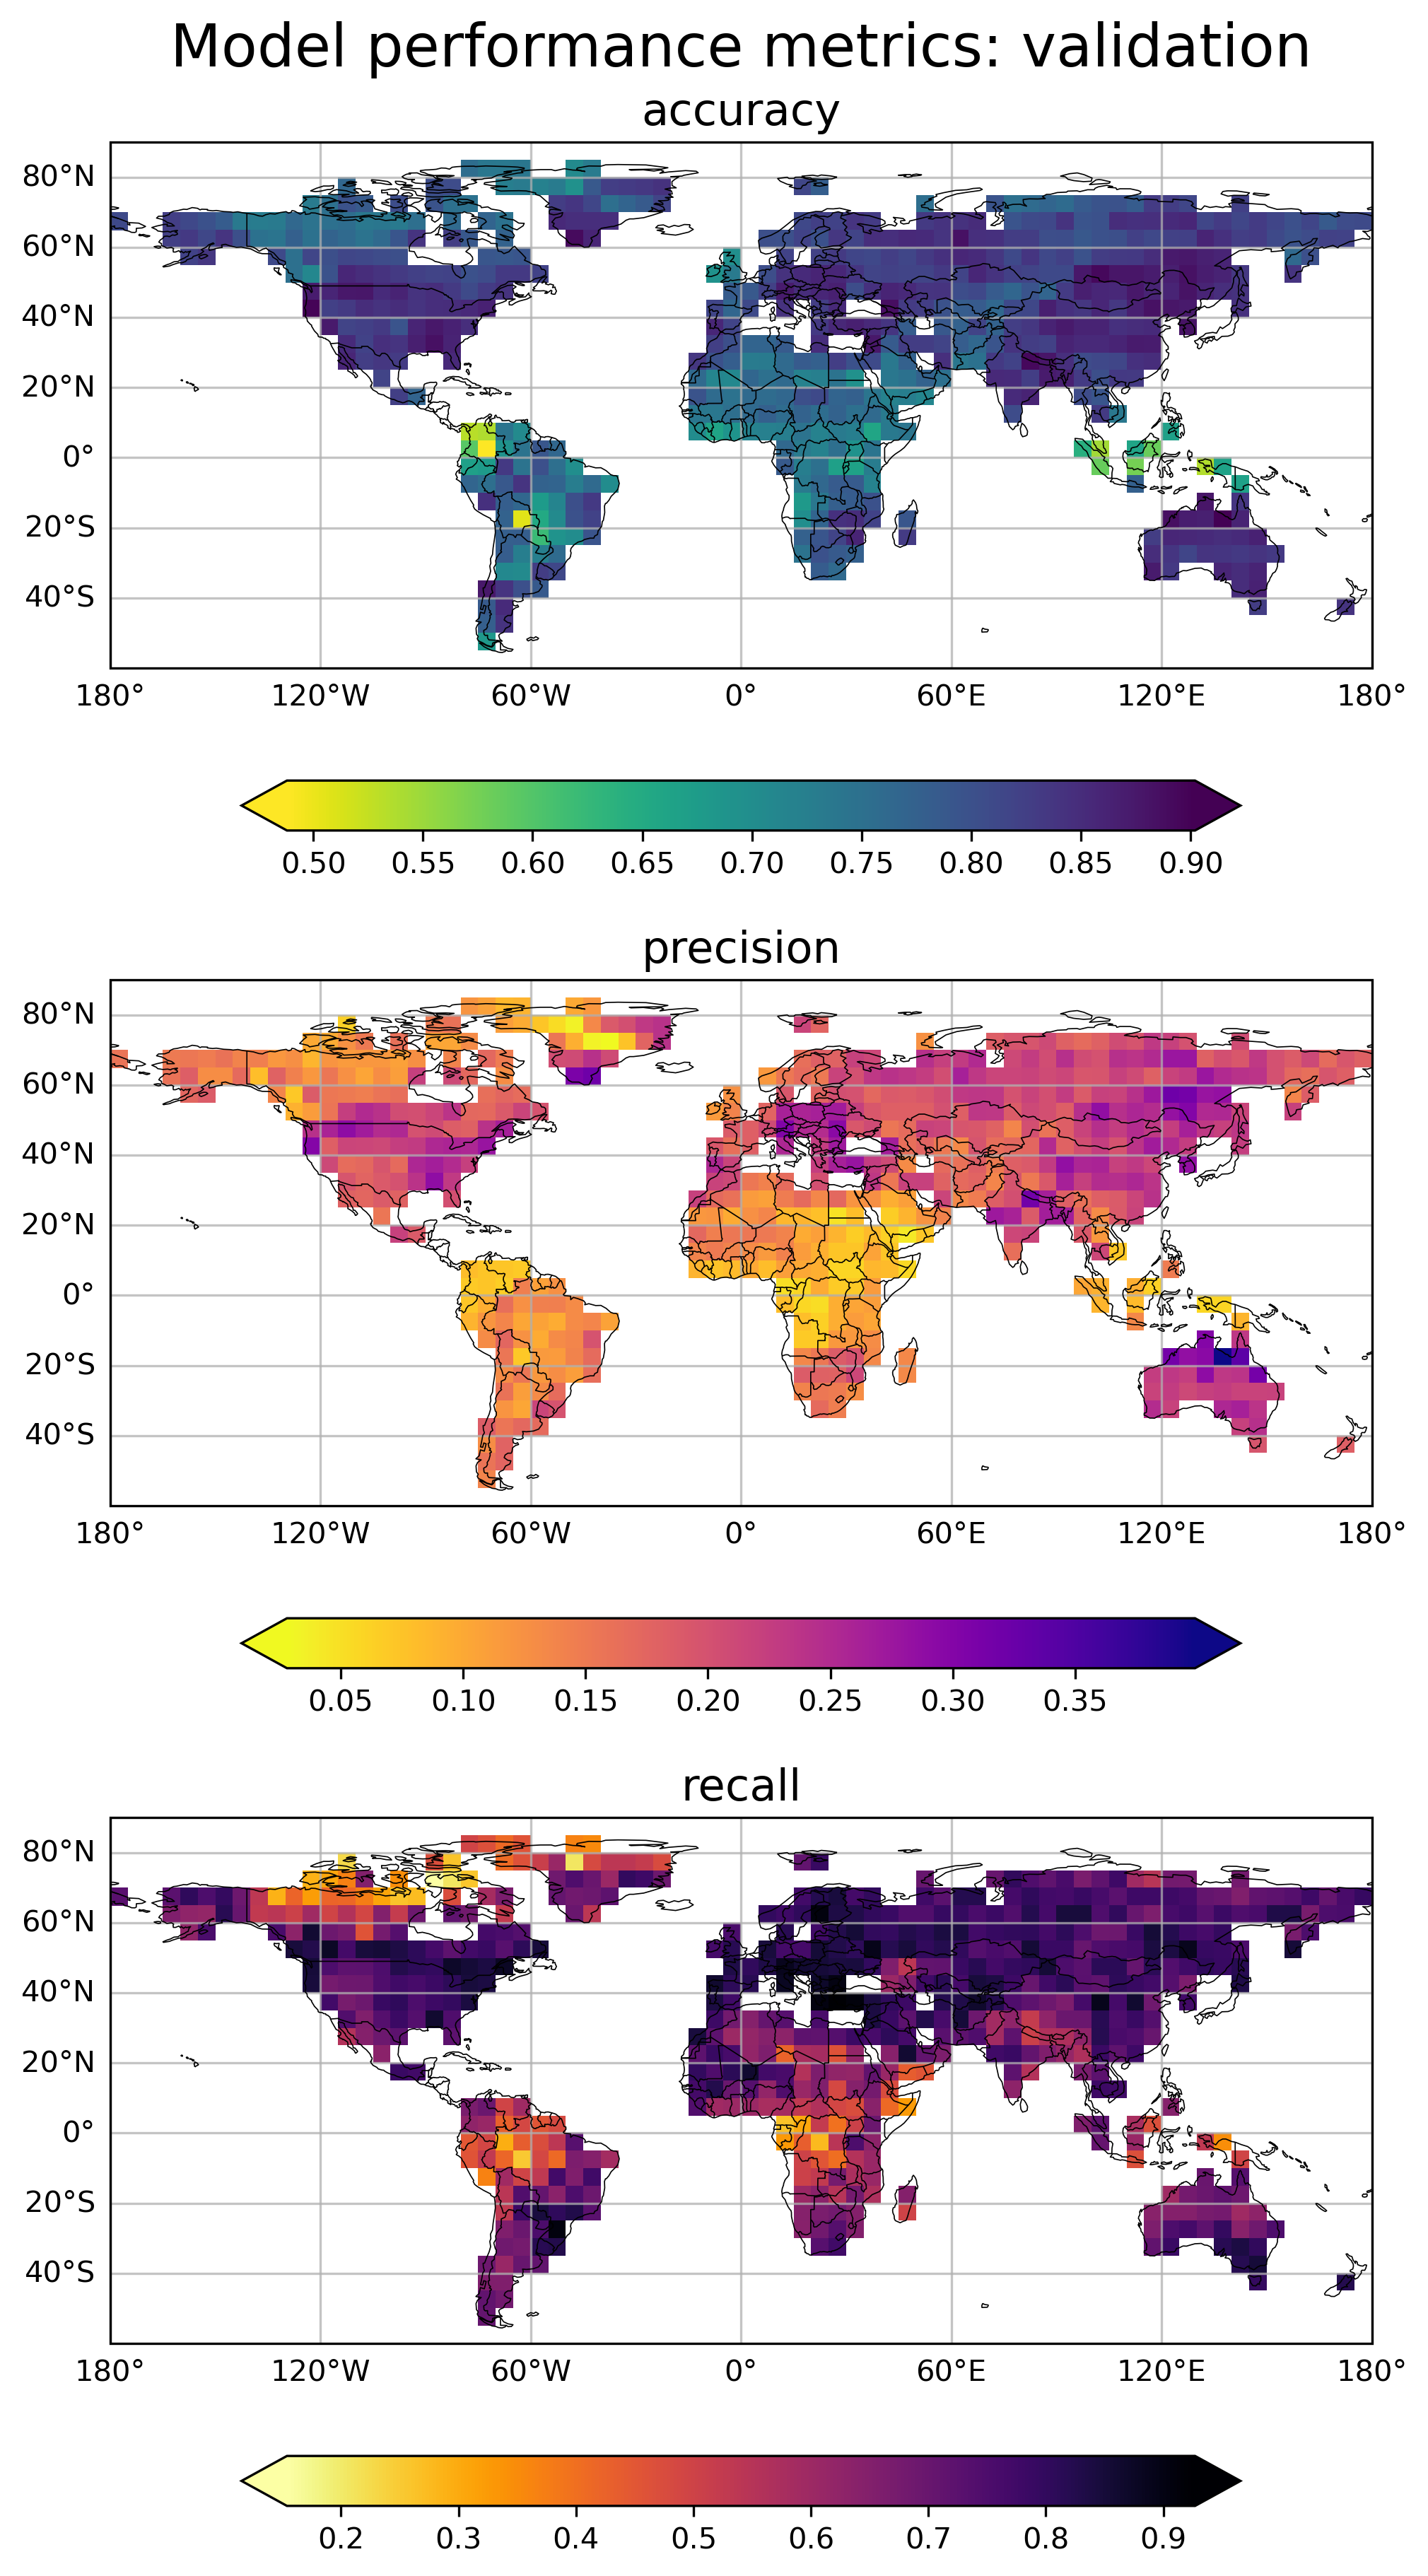 Model performance metrics: validation
accuracy
80°N
60°N
40°N
20°N
0°
20°S
40°S
180° 120°W 60°W 0° 60°E 120°E 180°
0.50 0.55 0.60 0.65 0.70 0.75 0.80 0.85 0.90
precision
80°N
60°N
40°N
20°N
0°
20°S
40°S
180° 120°W 60°W 0° 60°E 120°E 180°
0.05 0.10 0.15 0.20 0.25 0.30 0.35
recall
80°N
60°N
40°N
20°N
0°
20°S
40°S
180° 120°W 60°W 0° 60°E 120°E 180°
0.2 0.3 0.4 0.5 0.6 0.7 0.8 0.9